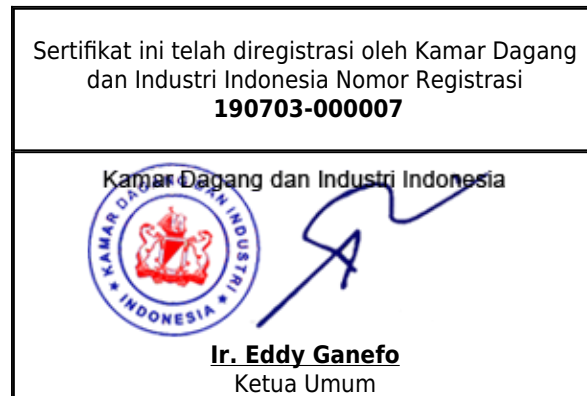 Sertifikat ini telah diregistrasi oleh Kamar Dagang
dan Industri Indonesia Nomor Registrasi
190703-000007
Kamar Dagang dan Industri Indonesia
KAMAR DAGANG DAN INDUSTRI
INDONESIA
Ir. Eddy Ganefo
Ketua Umum